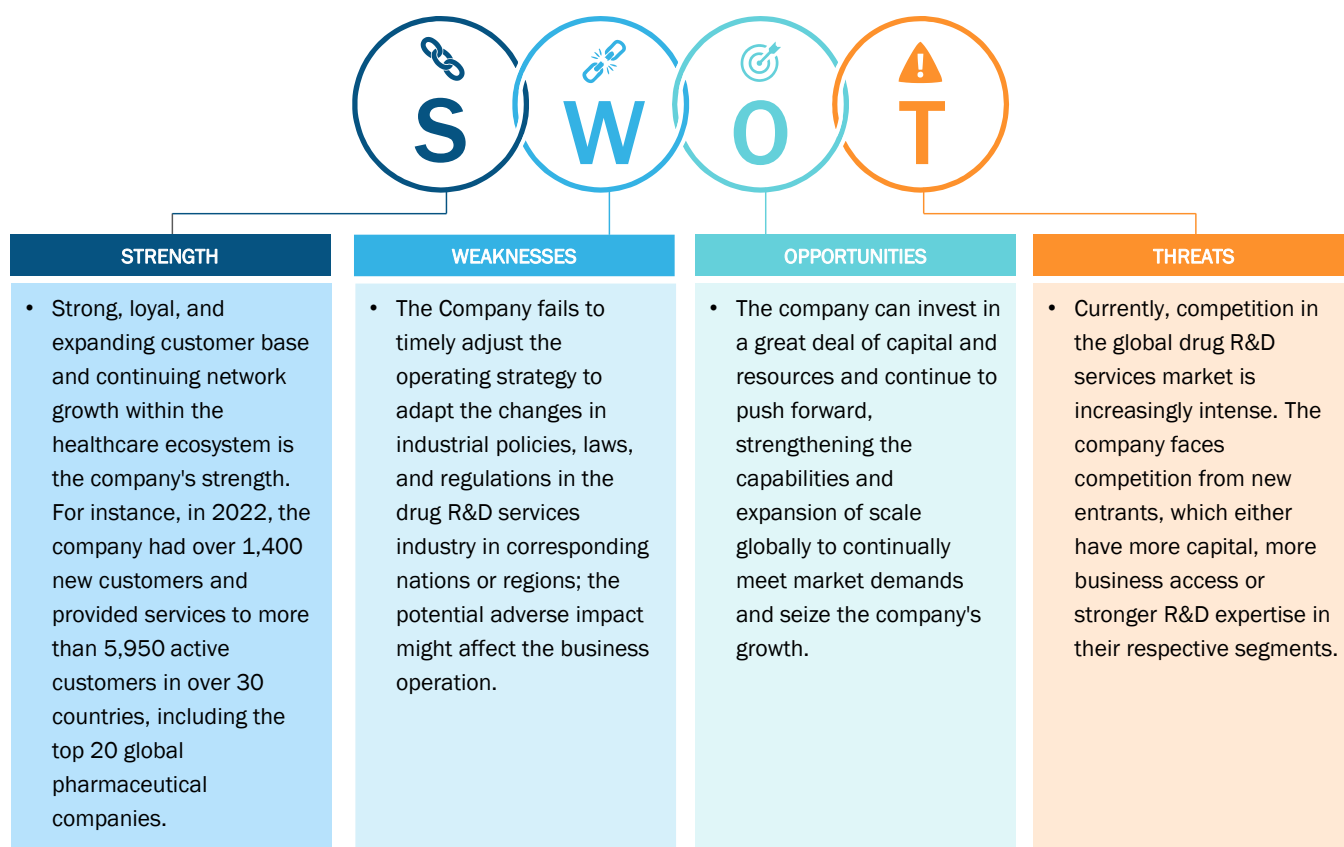 S
W
O
T
STRENGTH
• Strong, loyal, and
expanding customer base
and continuing network
growth within the
healthcare ecosystem is
the company's strength.
For instance, in 2022, the
company had over 1,400
new customers and
provided services to more
than 5,950 active
customers in over 30
countries, including the
top 20 global
pharmaceutical
companies.
WEAKNESSES
• The Company fails to
timely adjust the
operating strategy to
adapt the changes in
industrial policies, laws,
and regulations in the
drug R&D services
industry in corresponding
nations or regions; the
potential adverse impact
might affect the business
operation.
OPPORTUNITIES
• The company can invest in
a great deal of capital and
resources and continue to
push forward,
strengthening the
capabilities and
expansion of scale
globally to continually
meet market demands
and seize the company's
growth.
THREATS
• Currently, competition in
the global drug R&D
services market is
increasingly intense. The
company faces
competition from new
entrants, which either
have more capital, more
business access or
stronger R&D expertise in
their respective segments.